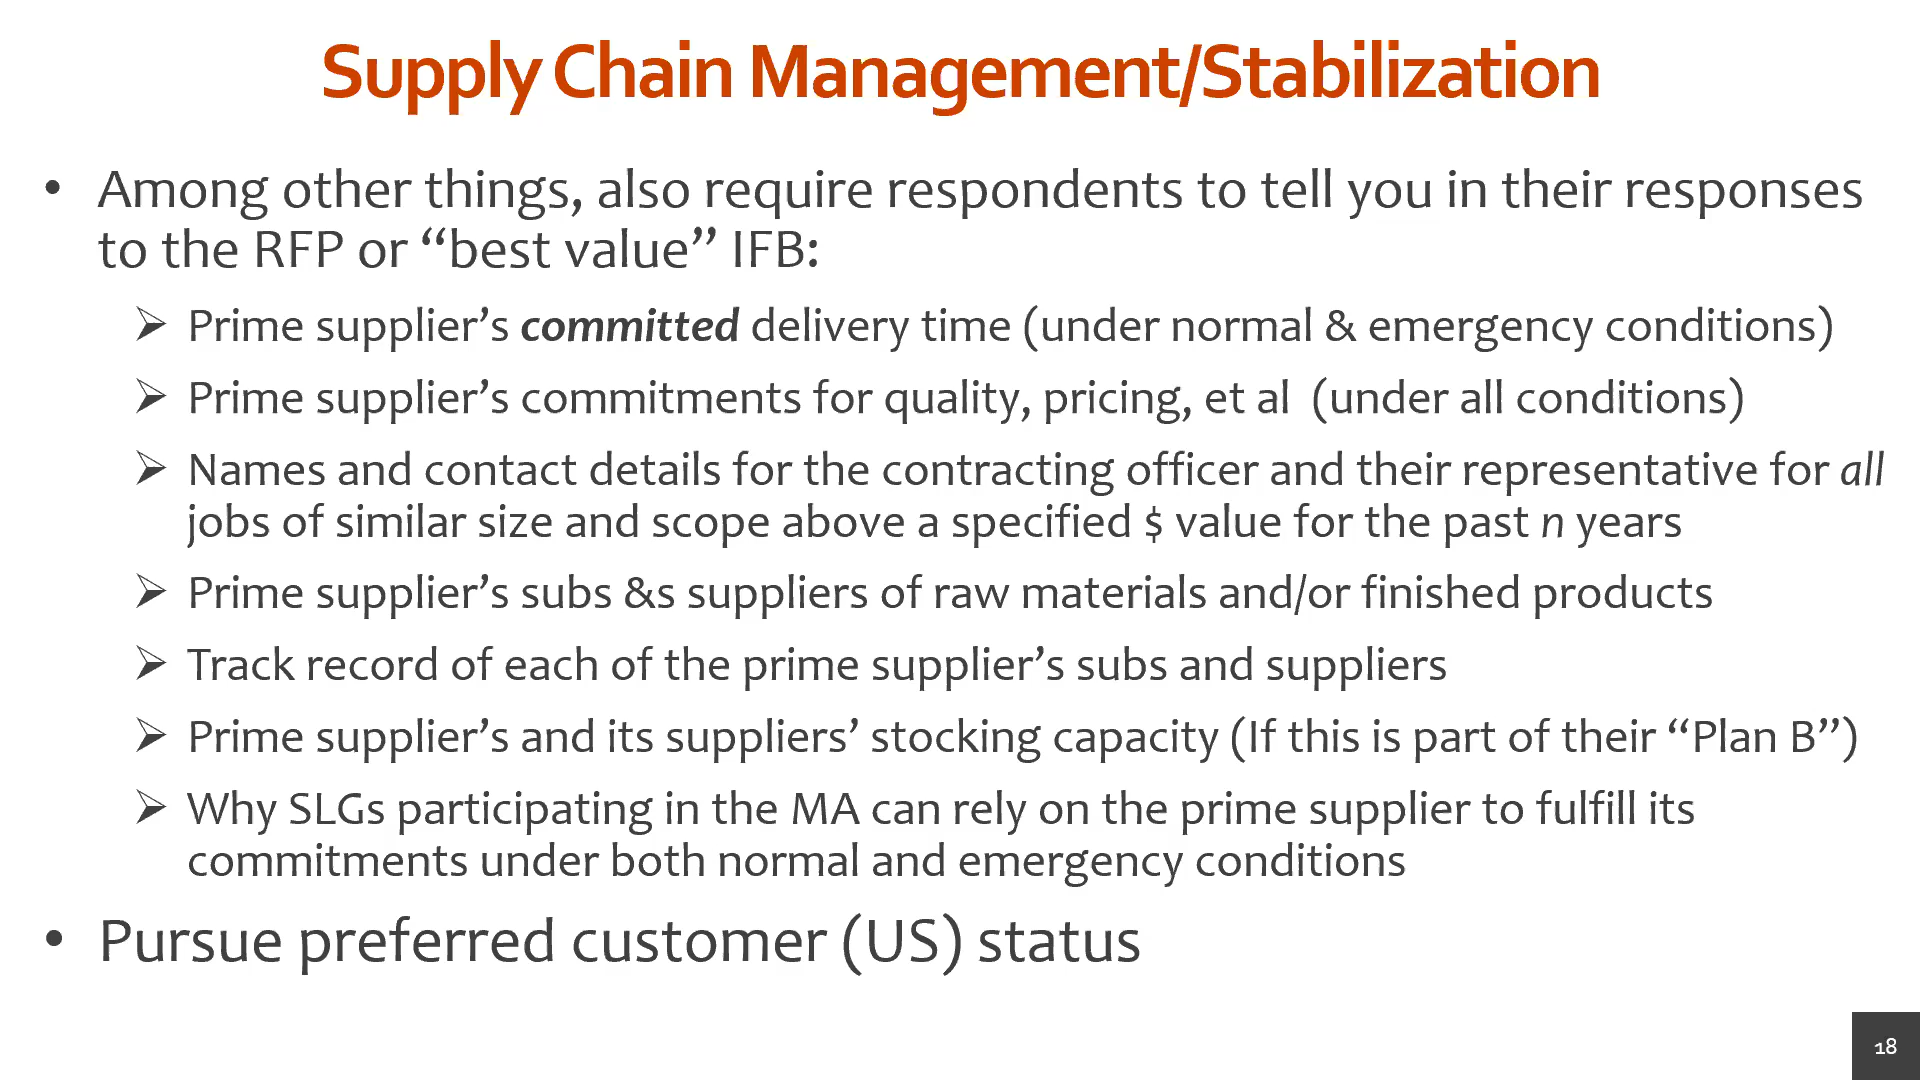 Supply Chain Management/Stabilization
• Among other things, also require respondents to tell you in their responses
to the RFP or “best value” IFB:
➢ Prime supplier’s committed delivery time (under normal & emergency conditions)
➢ Prime supplier’s commitments for quality, pricing, et al  (under all conditions)
➢ Names and contact details for the contracting officer and their representative for all
jobs of similar size and scope above a specified $ value for the past n years
➢ Prime supplier’s subs &s suppliers of raw materials and/or finished products
➢ Track record of each of the prime supplier’s subs and suppliers
➢ Prime supplier’s and its suppliers’ stocking capacity (If this is part of their “Plan B”)
➢ Why SLGs participating in the MA can rely on the prime supplier to fulfill its
commitments under both normal and emergency conditions
• Pursue preferred customer (US) status
18